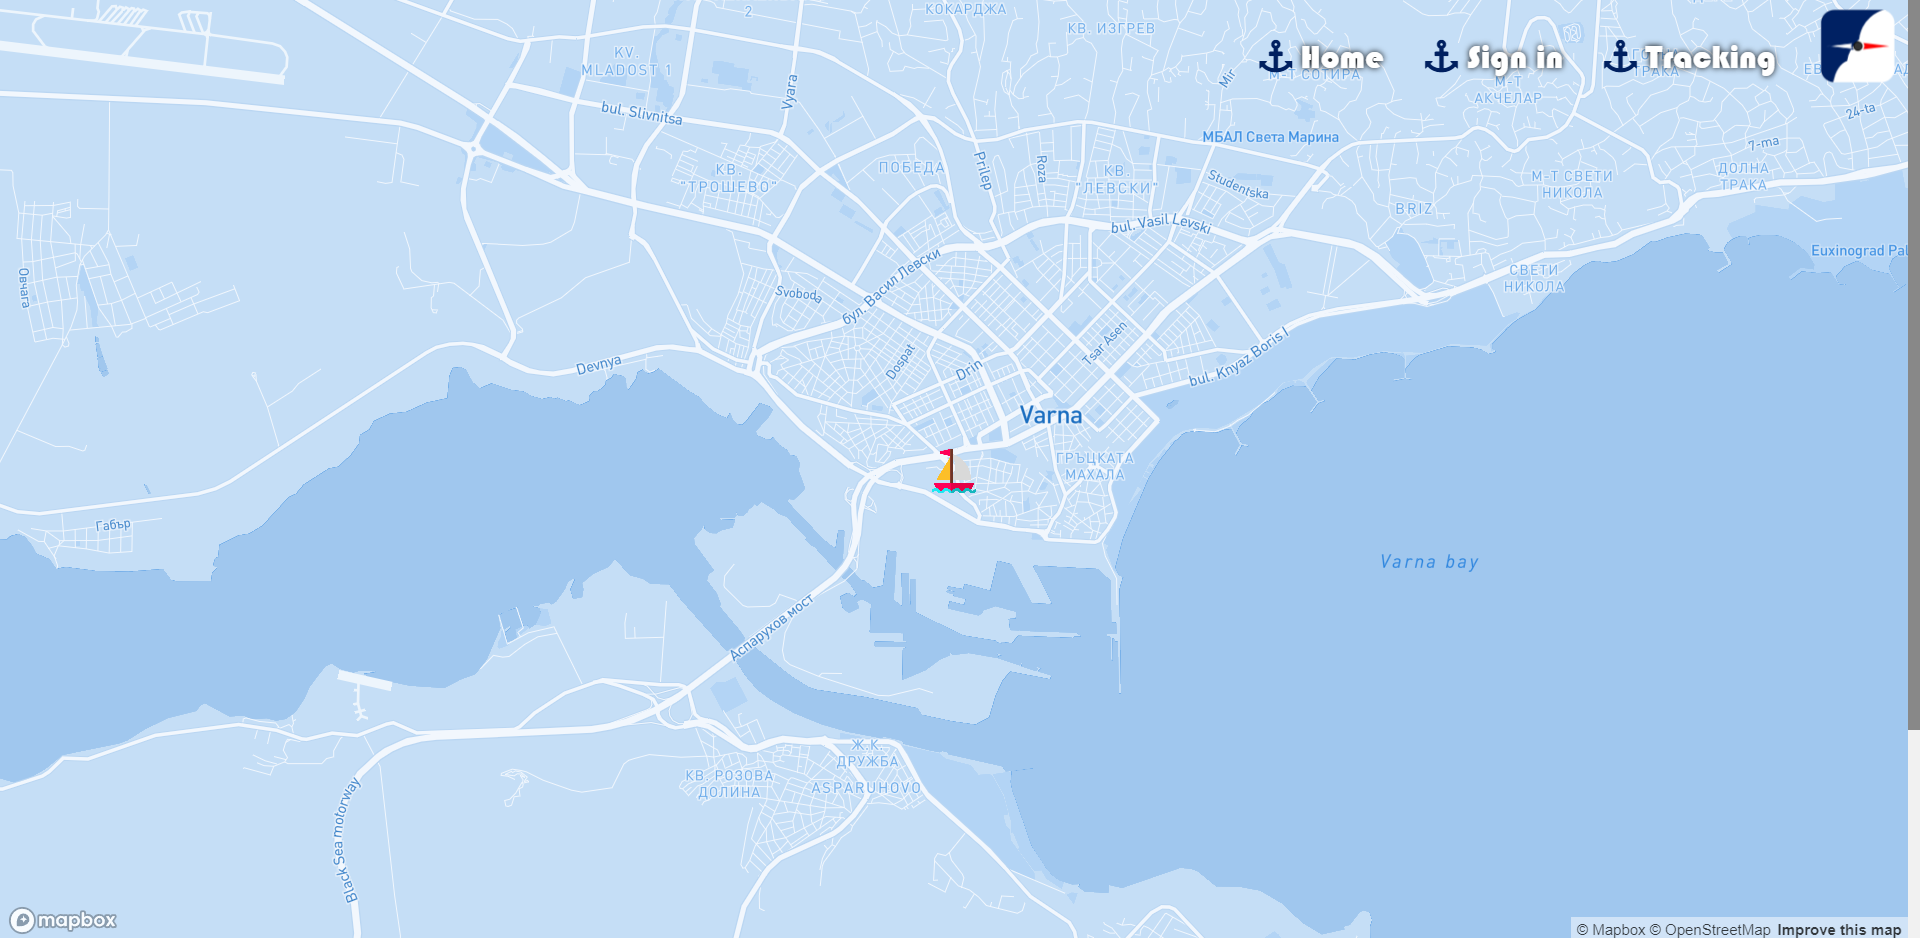 КОКАРДЖА
2
КВ. ИЗГРЕВ
KV.
MLADOST 1
Home
Sign in
Tracking
М-Т СОТИРА
ТРАКА
Vyara
Mir
М-Т
АКЧЕЛАР
24-ta
bul. Slivnitsa
МБАЛ Света Марина
7-ma
Prilep
Roza
ПОБЕДА
КВ.
"ТРОШЕВО"
КВ.
"ЛЕВСКИ"
Studentska
М-Т СВЕТИ
НИКОЛА
ДОЛНА
ТРАКА
BRIZ
bul. Vasil Levski
Euxinograd Pal
Овчага
бул. Васил Левски
Svoboda
СВЕТИ
НИКОЛА
Devnya
Dospat
Drin
Tsar Asen
bul. Knyaz Boris I
Varna
ГРЪЦКАТА
МАХАЛА
Габър
Varna bay
Аспарухов мост
Ж.К.
ДРУЖБА
КВ. РОЗОВА
ДОЛИНА
ASPARUHOVO
Black Sea motorway
mapbox
© Mapbox © OpenStreetMap Improve this map